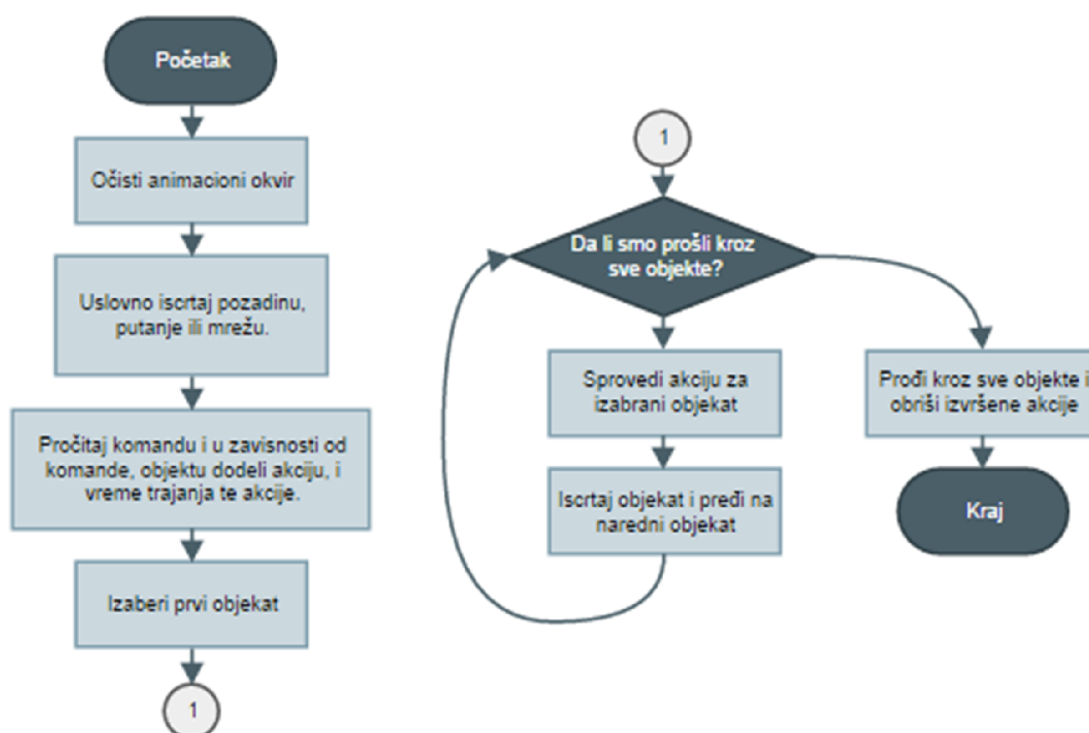 Početak
Očisti animacioni okvir
Uslovno iscrtaj pozadinu,
putanje ili mrežu.
Pročitaj komandu i u zavisnosti od
komande, objektu dodeli akciju, i
vreme trajanja te akcije.
Izaberi prvi objekat
1
1
Da li smo prošli kroz
sve objekte?
Sprovedi akciju za
izabrani objekat
Iscrtaj objekat i pređi na
naredni objekat
Prođi kroz sve objekte i
obriši izvršene akcije
Kraj